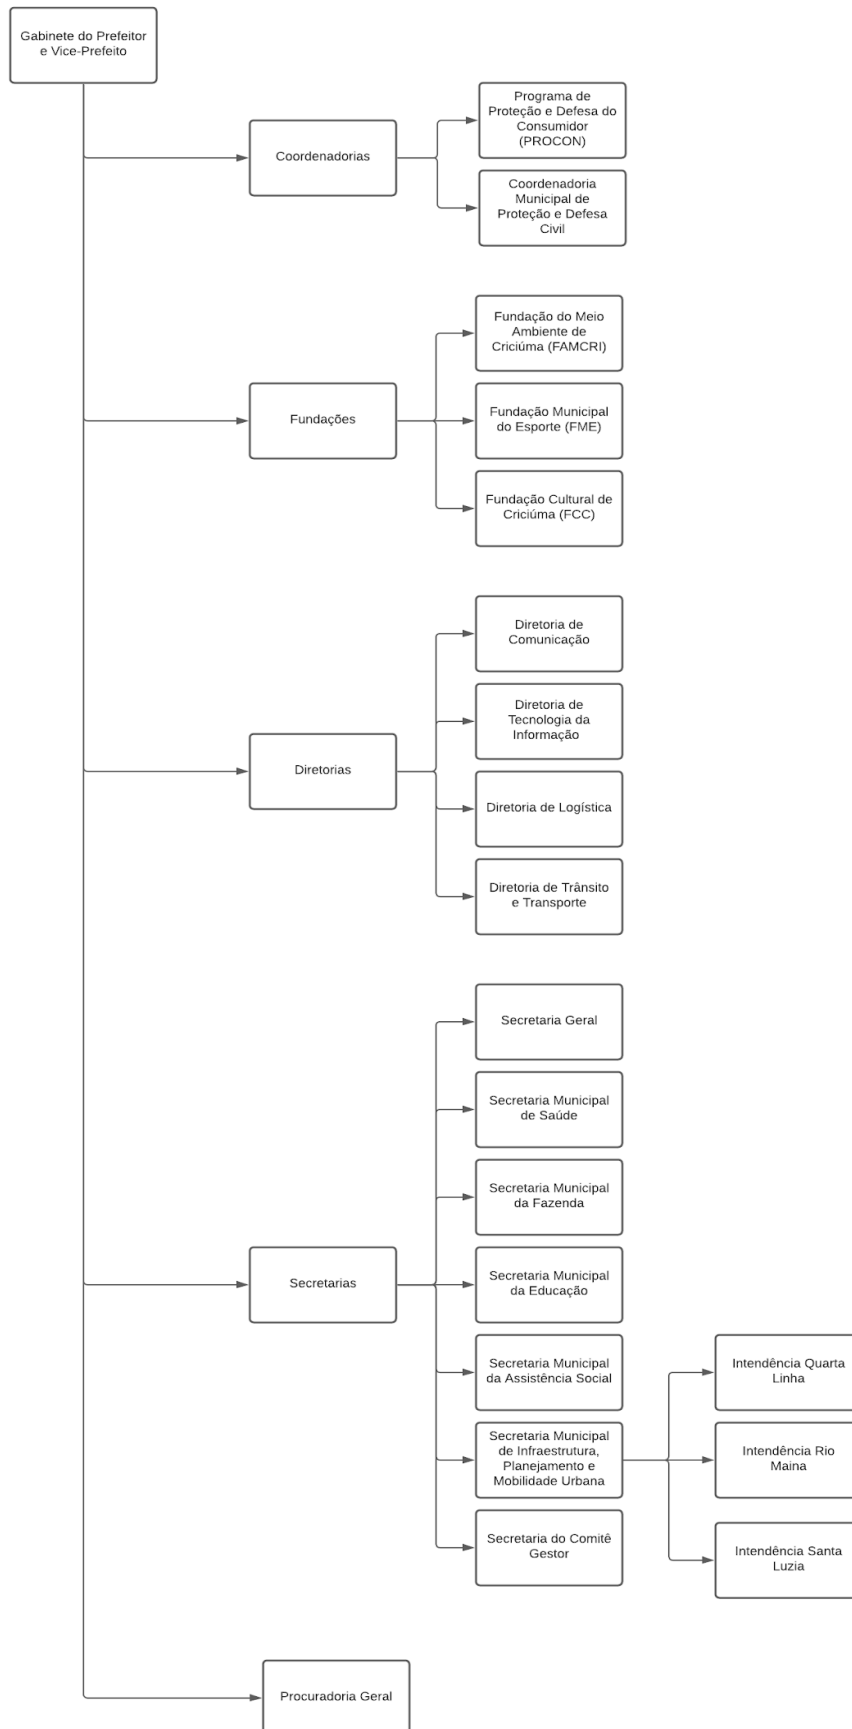 Gabinete do Prefeitor
e Vice-Prefeito
Coordenadorias
Programa de
Proteção e Defesa do
Consumidor
(PROCON)
Coordenadoria
Municipal de
Proteção e Defesa
Civil
Fundações
Fundação do Meio
Ambiente de
Criciúma (FAMCRI)
Fundação Municipal
do Esporte (FME)
Fundação Cultural de
Criciúma (FCC)
Diretorias
Diretoria de
Comunicação
Diretoria de
Tecnologia da
Informação
Diretoria de Logística
Diretoria de Trânsito
e Transporte
Secretarias
Secretaria Geral
Secretaria Municipal
de Saúde
Secretaria Municipal
da Fazenda
Secretaria Municipal
da Educação
Secretaria Municipal
da Assistência Social
Secretaria Municipal
de Infraestrutura,
Planejamento e
Mobilidade Urbana
Intendência Quarta
Linha
Intendência Rio
Maina
Intendência Santa
Luzia
Secretaria do Comitê
Gestor
Procuradoria Geral